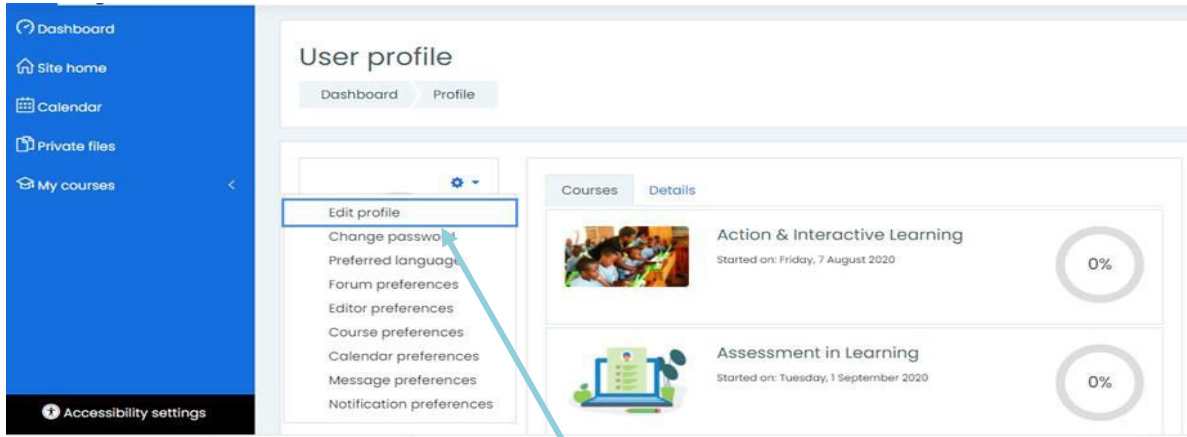 Dashboard
Site home
Calendar
Private files
My courses
Accessibility settings
User profile
Dashboard Profile
Edit profile
Change password
Preferred language
Forum preferences
Editor preferences
Course preferences
Calendar preferences
Message preferences
Notification preferences
Courses Details
Action & Interactive Learning
Started on: Friday, 7 August 2020
0%
Assessment in Learning
Started on: Tuesday, 1 September 2020
0%